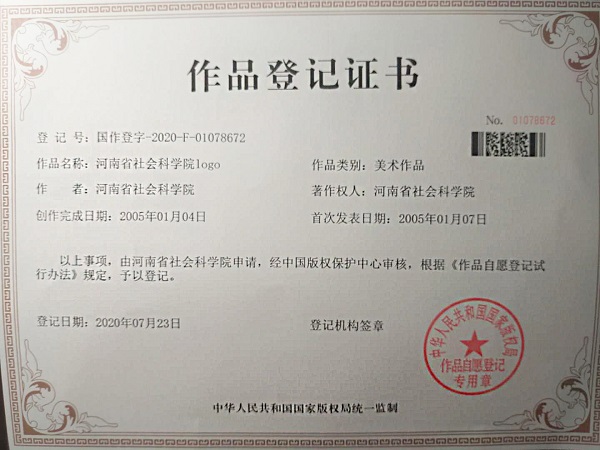 作品登记证书
No. 01078672
登 记 号：国作登字-2020-F-01078672
作品名称：河南省社会科学院logo 作品类别：美术作品
作 者：河南省社会科学院 著作权人：河南省社会科学院
创作完成日期：2005年01月04日 首次发表日期：2005年01月07日
以上事项，由河南省社会科学院申请，经中国版权保护中心审核，根据《作品自愿登记试
行办法》规定，予以登记。
登记日期：2020年07月23日 登记机构签章
中华人民共和国国家版权局
作品自愿登记
专用章
中华人民共和国国家版权局统一监制